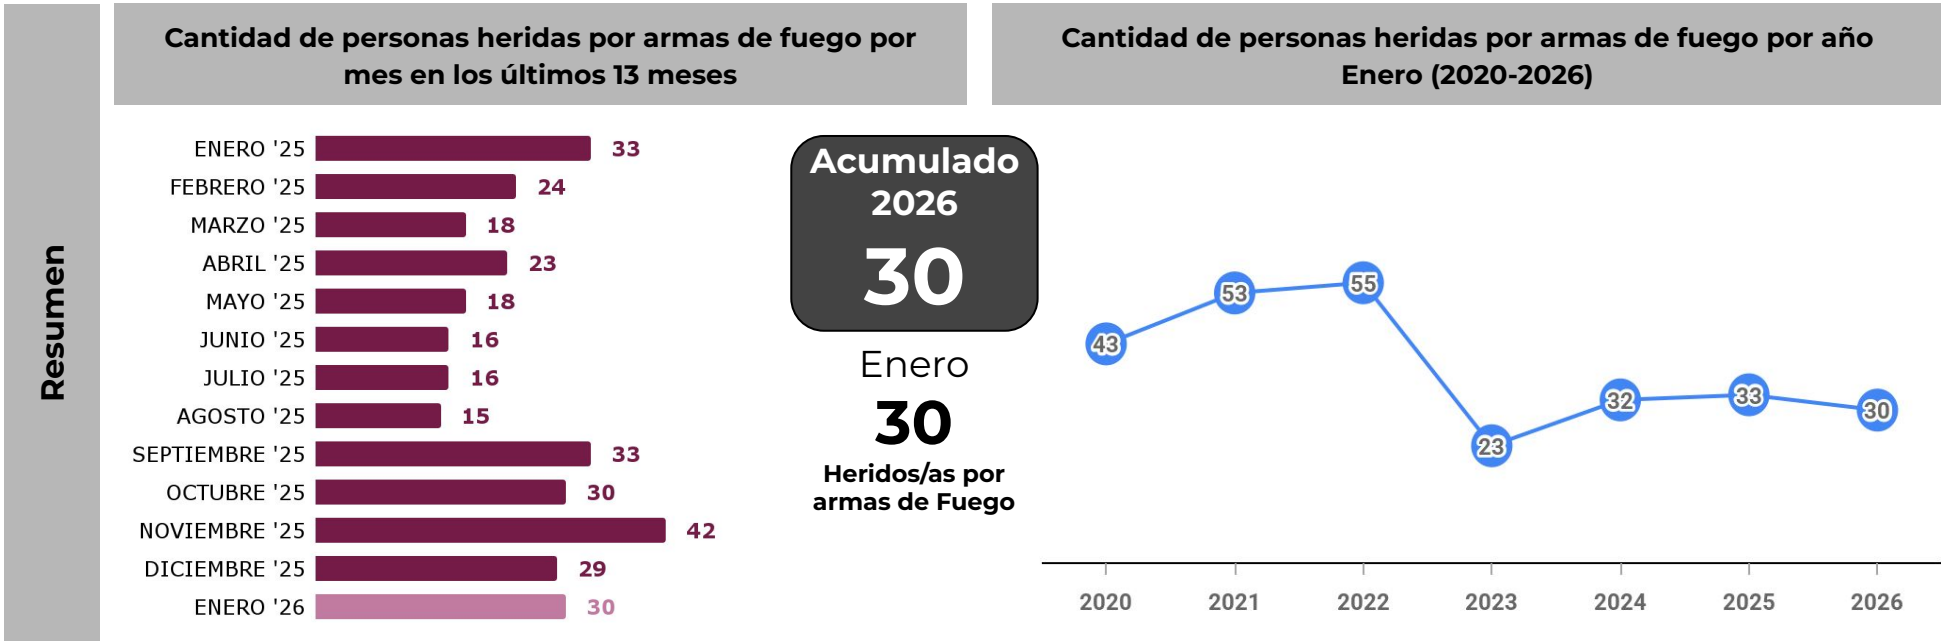 Resumen
Cantidad de personas heridas por armas de fuego por
mes en los últimos 13 meses
ENERO '25 33
FEBRERO '25 24
MARZO '25 18
ABRIL '25 23
MAYO '25 18
JUNIO '25 16
JULIO '25 16
AGOSTO '25 15
SEPTIEMBRE '25 33
OCTUBRE '25 30
NOVIEMBRE '25 42
DICIEMBRE '25 29
ENERO '26 30
Acumulado
2026
30
Enero
30
Heridos/as por
armas de Fuego
Cantidad de personas heridas por armas de fuego por año
Enero (2020-2026)
43 53 55 23 32 33 30
2020 2021 2022 2023 2024 2025 2026